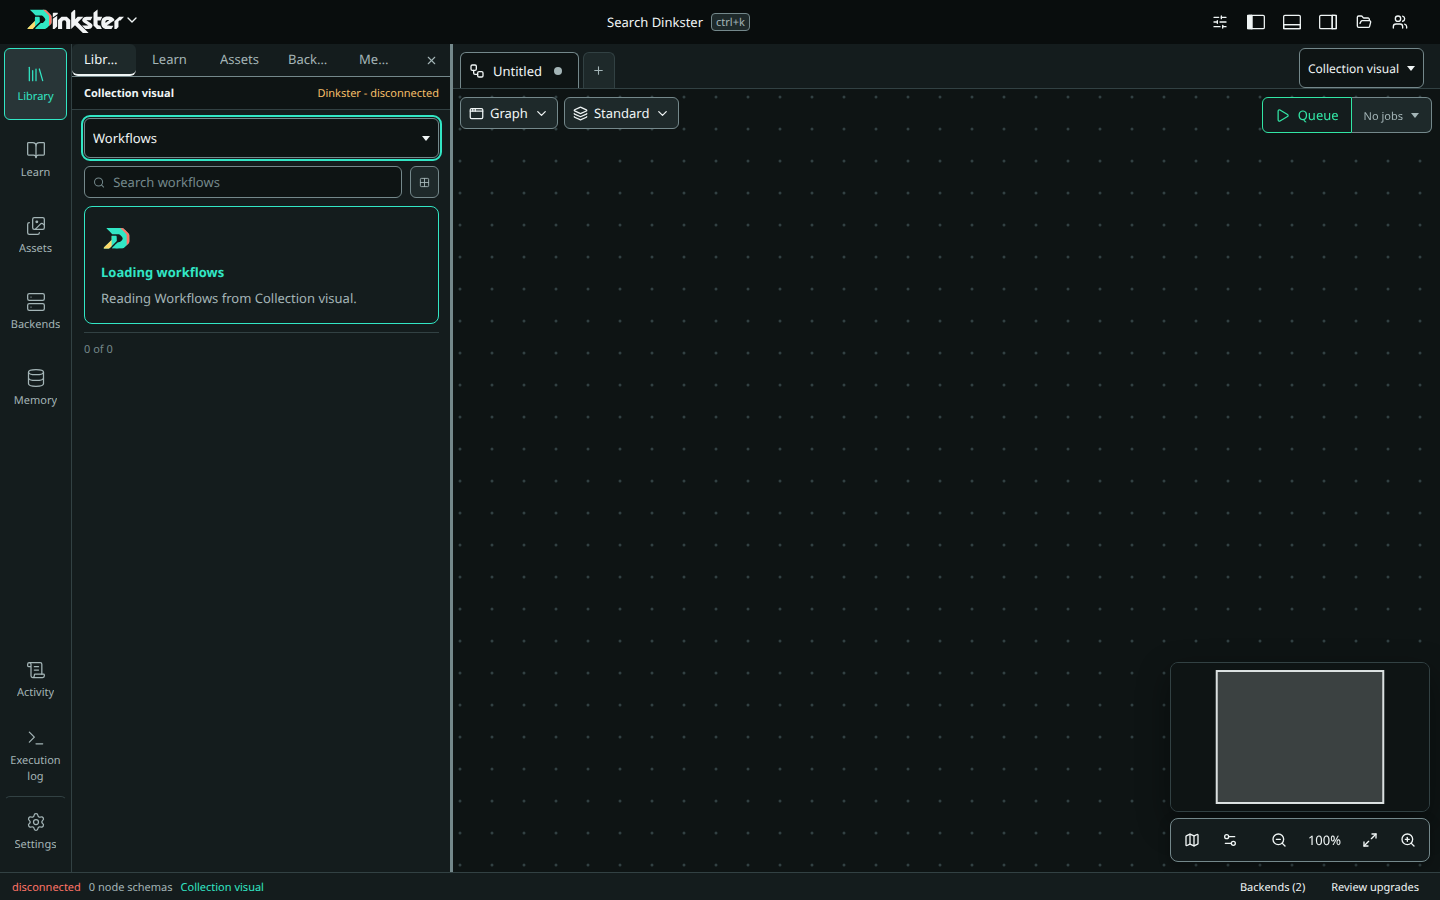 Dinkster
Search Dinkster ctrl+k
Library
Learn
Assets
Backends
Memory
Activity
Execution
log
Settings
Libr... Learn Assets Back... Me...
Collection visual Dinkster - disconnected
Workflows
Search workflows
Loading workflows
Reading Workflows from Collection visual.
0 of 0
Untitled
Collection visual
Graph Standard
Queue No jobs
100%
disconnected 0 node schemas Collection visual
Backends (2) Review upgrades